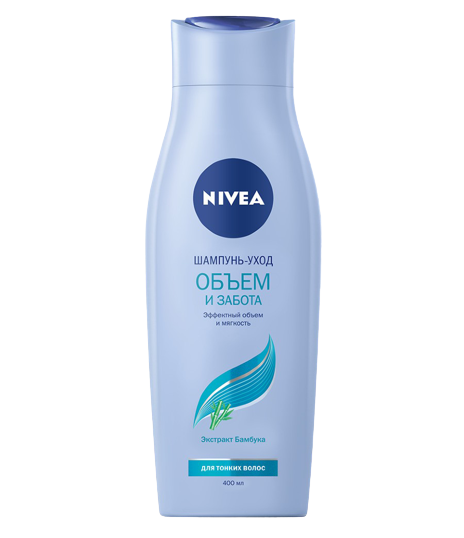 NIVEA
ШАМПУНЬ-УХОД
ОБЪЕМ
И ЗАБОТА
Эффектный объем
и мягкость
Экстракт Бамбука
для тонких волос
400 мл